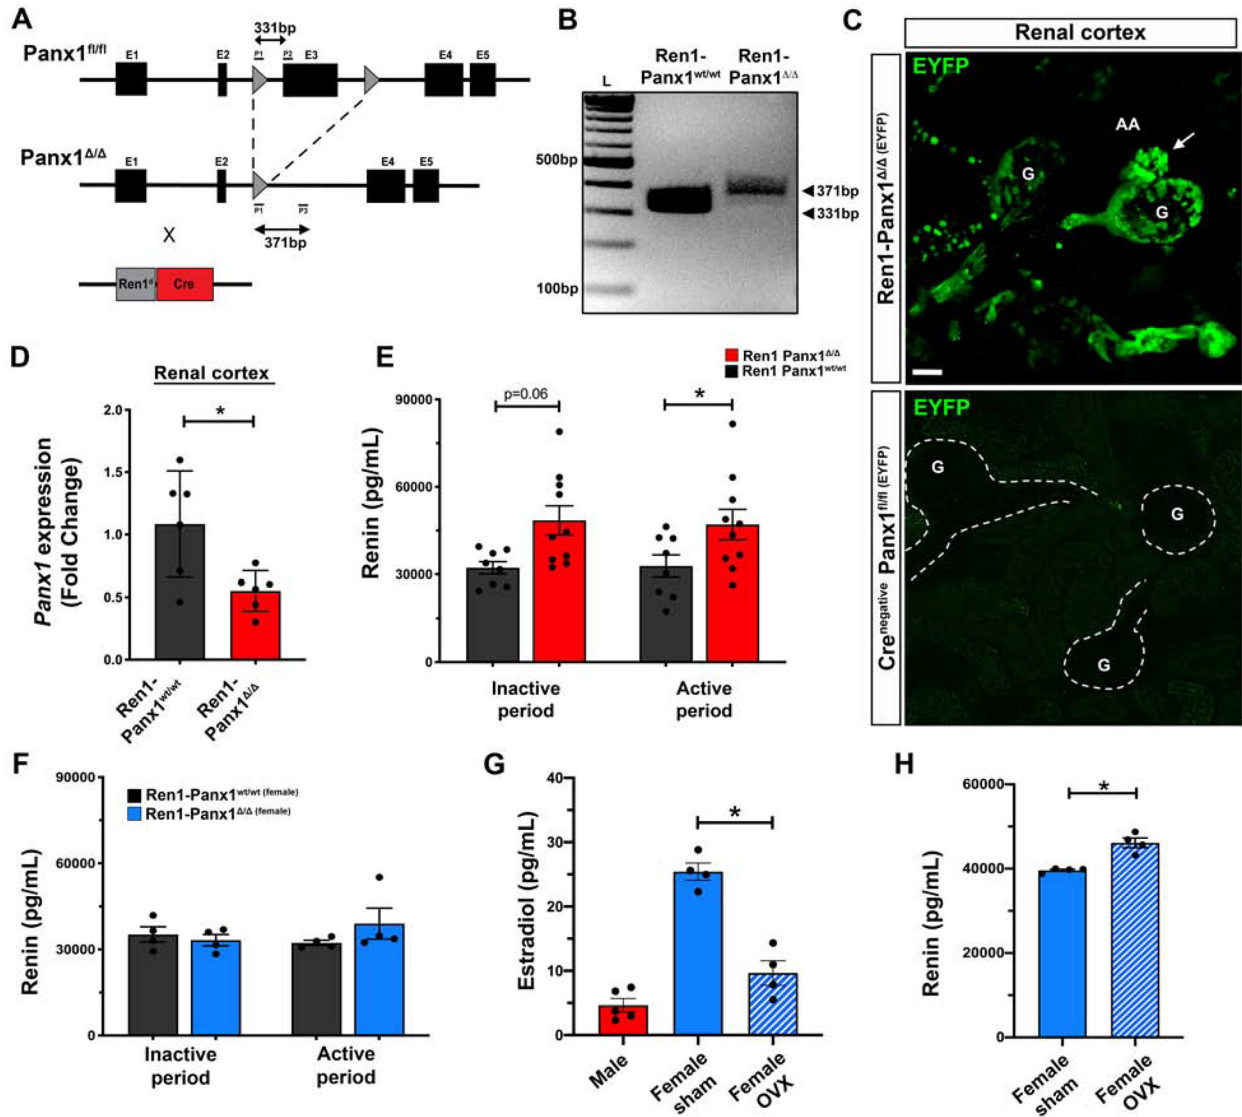 A
Panx1fl/fl
331bp
E1
E2
P1
P2
E3
E4
E5
Panx1Δ/Δ
E1
E2
E4
E5
P1
P3
371bp
X
Ren1d
Cre
B
L
Ren1-
Panx1wt/wt
Ren1-
Panx1Δ/Δ
500bp
100bp
371bp
331bp
C
Renal cortex
Ren1-Panx1Δ/Δ (EYFP)
EYFP
AA
G
G
Crenegative Panx1fl/fl (EYFP)
EYFP
G
G
G
D
Renal cortex
*
Panx1 expression
(Fold Change)
2.0
1.5
1.0
0.5
0.0
Ren1-
Panx1wt/wt
Ren1-
Panx1Δ/Δ
E
Ren1 Panx1Δ/Δ
Ren1 Panx1wt/wt
p=0.06
*
Renin (pg/mL)
90000
60000
30000
0
Inactive
period
Active
period
F
Ren1-Panx1wt/wt (female)
Ren1-Panx1Δ/Δ (female)
Renin (pg/mL)
90000
60000
30000
0
Inactive
period
Active
period
G
*
Estradiol (pg/mL)
40
30
20
10
0
Male
Female
sham
Female
OVX
H
*
Renin (pg/mL)
60000
40000
20000
0
Female
sham
Female
OVX